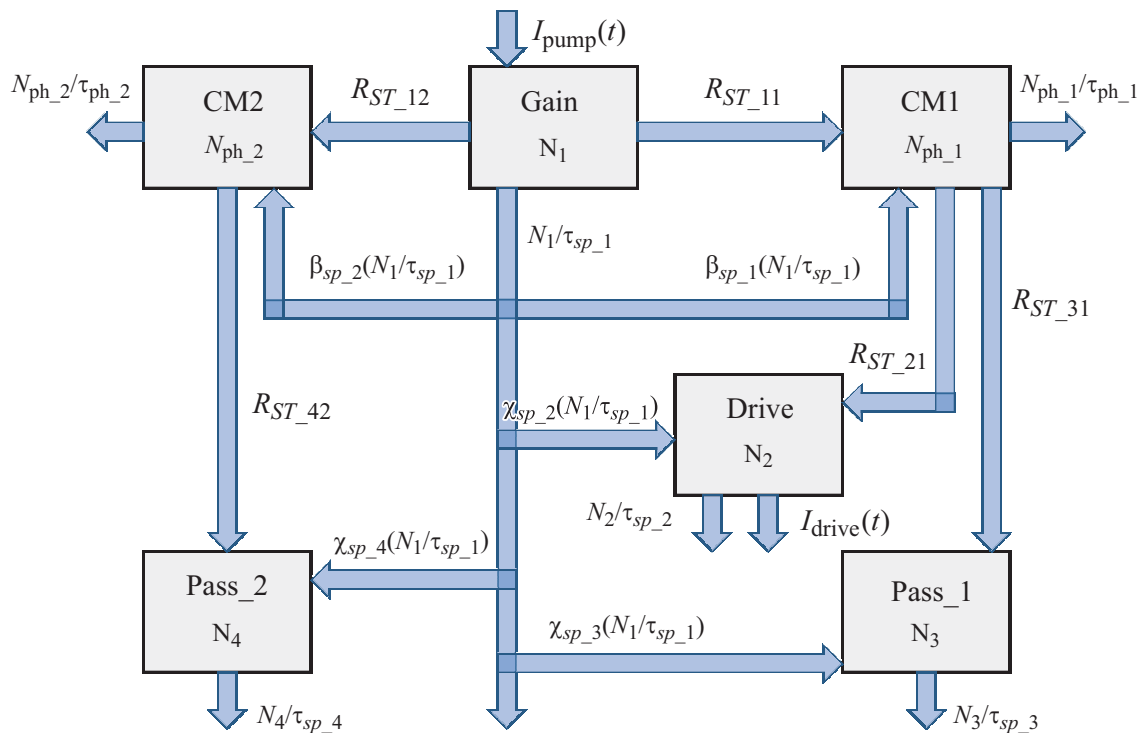 I_pump(t)
N_ph_2/τ_ph_2
CM2
N_ph_2
R_ST_12
Gain
N_1
R_ST_11
CM1
N_ph_1
N_ph_1/τ_ph_1
N_1/τ_sp_1
β_sp_2(N_1/τ_sp_1)
β_sp_1(N_1/τ_sp_1)
R_ST_31
R_ST_21
R_ST_42
χ_sp_2(N_1/τ_sp_1)
Drive
N_2
N_2/τ_sp_2
I_drive(t)
χ_sp_4(N_1/τ_sp_1)
Pass_2
N_4
Pass_1
N_3
χ_sp_3(N_1/τ_sp_1)
N_4/τ_sp_4
N_3/τ_sp_3